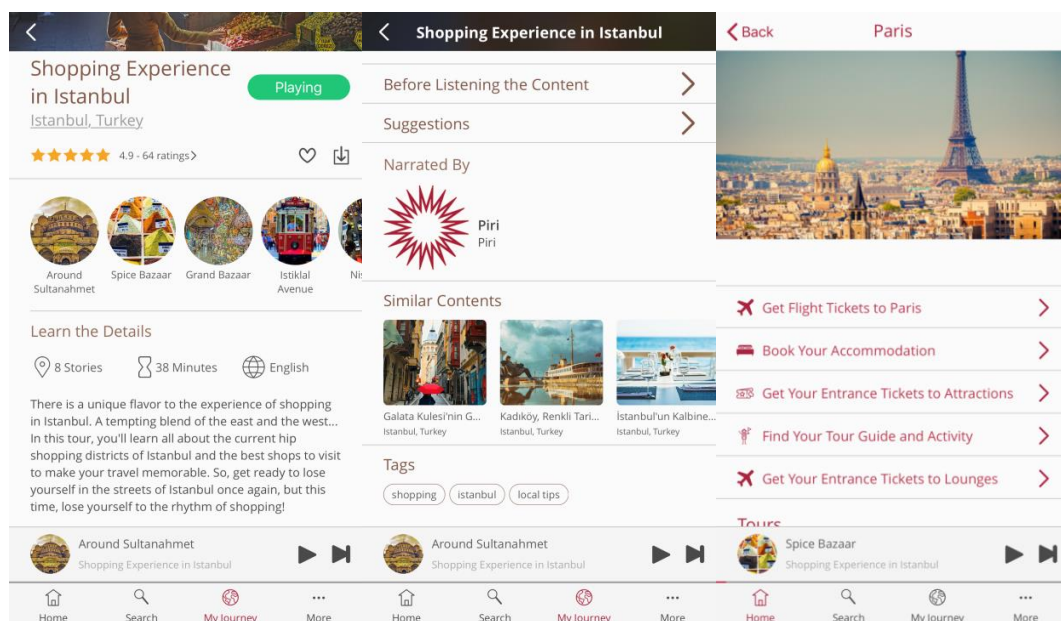 Shopping Experience
in Istanbul
Playing
Istanbul, Turkey
4.9 - 64 ratings
Around
Sultanahmet
Spice Bazaar
Grand Bazaar
Istiklal
Avenue
Learn the Details
8 Stories
38 Minutes
English
There is a unique flavor to the experience of shopping
in Istanbul. A tempting blend of the east and the west...
In this tour, you'll learn all about the current hip
shopping districts of Istanbul and the best shops to visit
to make your travel memorable. So, get ready to lose
yourself in the streets of Istanbul once again, but this
time, lose yourself to the rhythm of shopping!
Around Sultanahmet
Shopping Experience in Istanbul
Home
Search
My Journey
More
Shopping Experience in Istanbul
Before Listening the Content
Suggestions
Narrated By
Piri
Piri
Similar Contents
Galata Kulesi'nin G...
Istanbul, Turkey
Kadıköy, Renkli Tari...
Istanbul, Turkey
İstanbul'un Kalbine...
Istanbul, Turkey
Tags
shopping
istanbul
local tips
Around Sultanahmet
Shopping Experience in Istanbul
Home
Search
My Journey
More
Back
Paris
Get Flight Tickets to Paris
Book Your Accommodation
Get Your Entrance Tickets to Attractions
Find Your Tour Guide and Activity
Get Your Entrance Tickets to Lounges
Tours
Spice Bazaar
Shopping Experience in Istanbul
Home
Search
My Journey
More